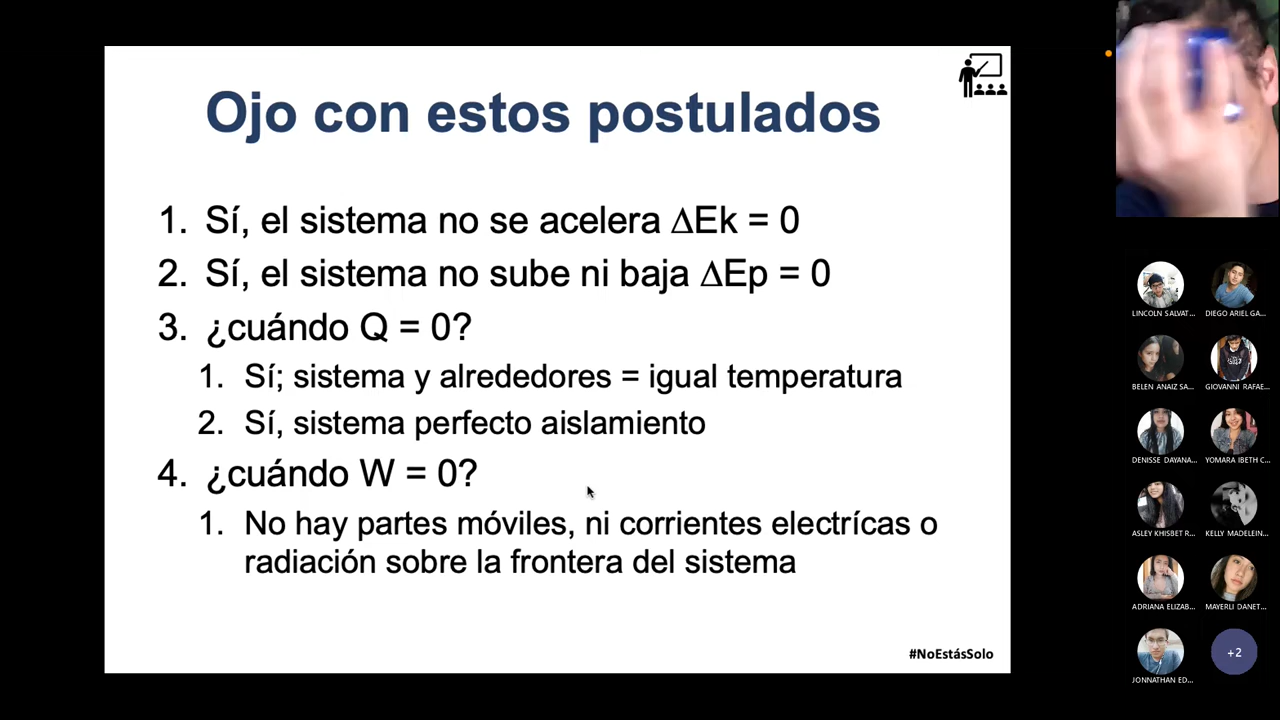 Ojo con estos postulados
1. Sí, el sistema no se acelera ∆Ek = 0
2. Sí, el sistema no sube ni baja ∆Ep = 0
3. ¿cuándo Q = 0?
1. Sí; sistema y alrededores = igual temperatura
2. Sí, sistema perfecto aislamiento
4. ¿cuándo W = 0?
1. No hay partes móviles, ni corrientes electrícas o
radiación sobre la frontera del sistema
#NoEstásSolo
LINCOLN SALVAT...
DIEGO ARIEL GA...
BELEN ANAIZ SA...
GIOVANNI RAFAE...
DENISSE DAYANA...
YOMARA IBETH C...
ASLEY KHISBET R...
KELLY MADELEIN...
ADRIANA ELIZAB...
MAYERLI DANET...
JONNATHAN ED...
+2